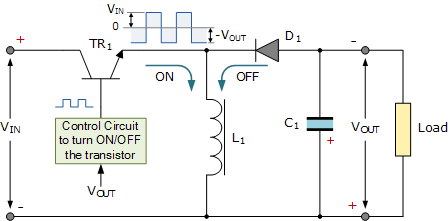 VIN
0
-VOUT
+
TR1
D1
-
ON
OFF
VIN
Control Circuit
to turn ON/OFF
the transistor
VOUT
L1
C1
+
VOUT
Load
-
+